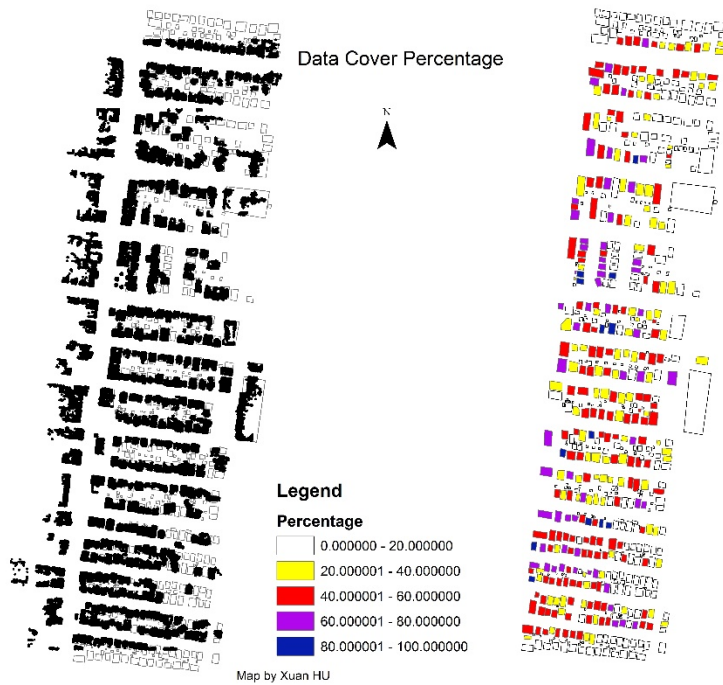 Data Cover Percentage
N
Legend
Percentage
0.000000 - 20.000000
20.000001 - 40.000000
40.000001 - 60.000000
60.000001 - 80.000000
80.000001 - 100.000000
Map by Xuan HU